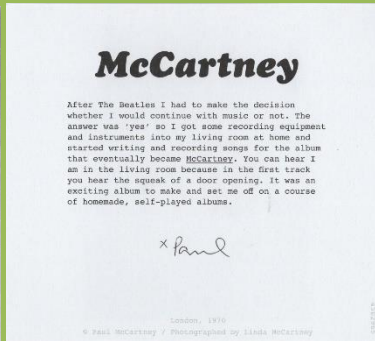 McCartney
After The Beatles I had to make the decision
whether I would continue with music or not. The
answer was 'yes' so I got some recording equipment
and instruments into my living room at home and
started writing and recording songs for the album
that eventually became McCartney. You can hear I
am in the living room because in the first track
you hear the squeak of a door opening. It was an
exciting album to make and set me off on a course
of homemade, self-played albums.
x Paul
London, 1970
© Paul McCartney / Photographed by Linda McCartney